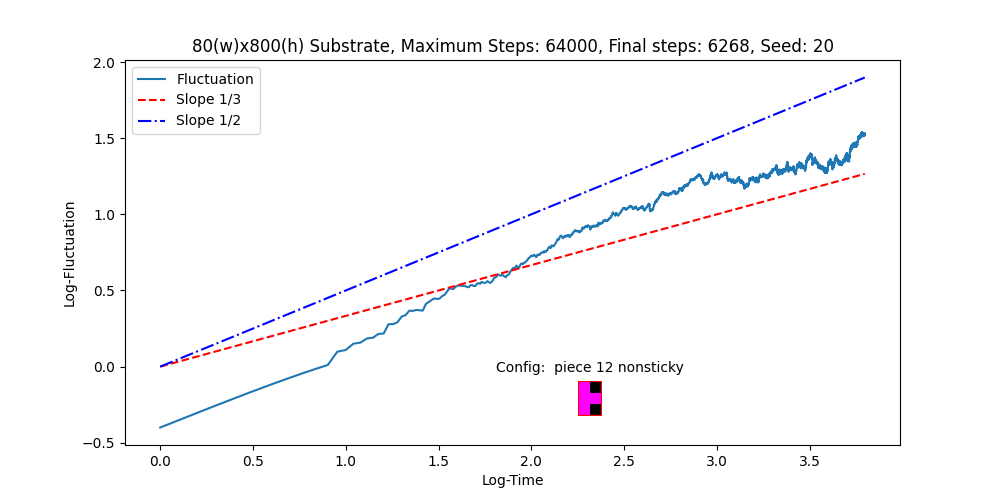 80(w)x800(h) Substrate, Maximum Steps: 64000, Final steps: 6268, Seed: 20
2.0
1.5
1.0
0.5
0.0
−0.5
Log-Fluctuation
Fluctuation
Slope 1/3
Slope 1/2
Config:  piece 12 nonsticky
0.0 0.5 1.0 1.5 2.0 2.5 3.0 3.5
Log-Time